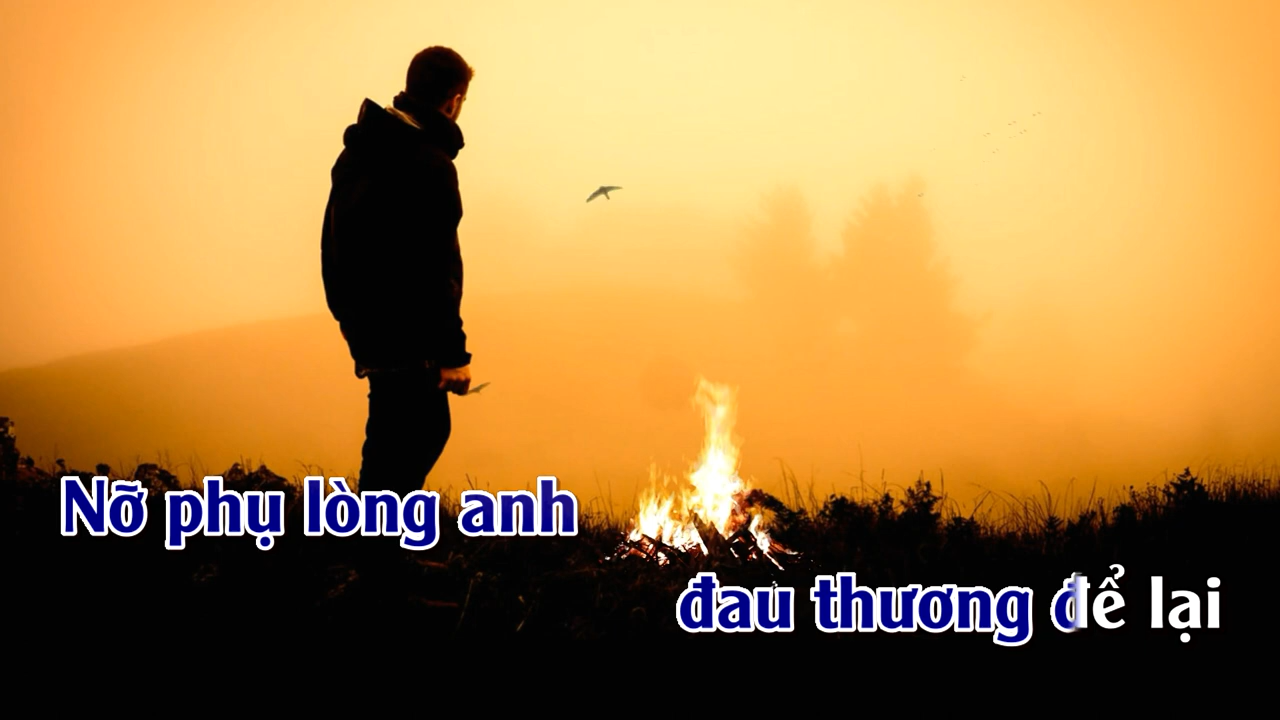 Nỡ phụ lòng anh
đau thương để lại